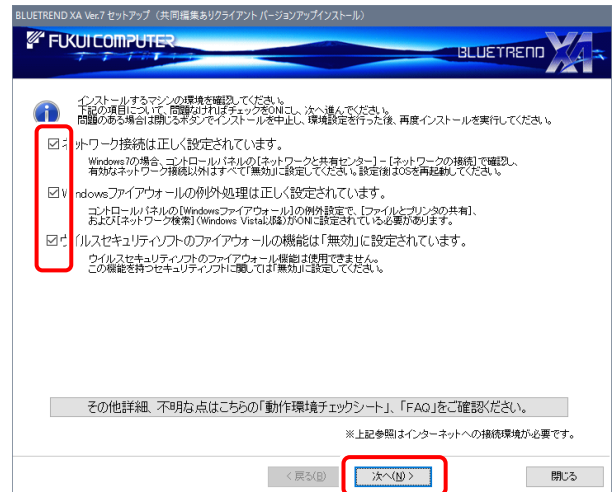 BLUETREND XA Ver.7 セットアップ (共同編集ありクライアント バージョンアップインストール)
FUKUI COMPUTER
BLUETREND XA
インストールするマシンの環境を確認してください。
下記の項目について、問題なければチェックをONにし、次へ進んでください。
問題のある場合は閉じるボタンでインストールを中止し、環境設定を行った後、再度インストールを実行してください。
ネットワーク接続は正しく設定されています。
Windows7の場合、コントロールパネルの[ネットワークと共有センター]-[ネットワークの接続]で確認し、
有効なネットワーク接続以外はすべて「無効」に設定してください。設定後はOSを再起動してください。
Windowsファイアウォールの例外処理は正しく設定されています。
コントロールパネルの[Windowsファイアウォール]の例外設定で、[ファイルとプリンタの共有]、
および[ネットワーク検索](Windows Vista以降)がONに設定されている必要があります。
ウイルスセキュリティソフトのファイアウォールの機能は「無効」に設定されています。
ウイルスセキュリティソフトのファイアウォール機能は使用できません。
この機能を持つセキュリティソフトに関しては「無効」に設定してください。
その他詳細、不明な点はこちらの「動作環境チェックシート」、「FAQ」をご確認ください。
※上記参照はインターネットへの接続環境が必要です。
< 戻る(B)
次へ(N) >
閉じる